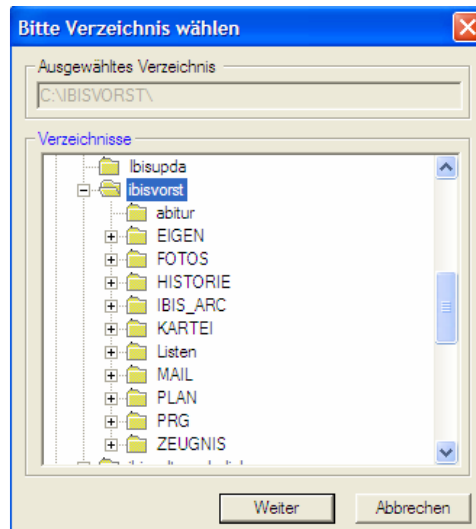 Bitte Verzeichnis wählen
Ausgewähltes Verzeichnis
C:\IBISVORST\
Verzeichnisse
Ibisupda
ibisvorst
abitur
EIGEN
FOTOS
HISTORIE
IBIS_ARC
KARTEI
Listen
MAIL
PLAN
PRG
ZEUGNIS
Weiter
Abbrechen